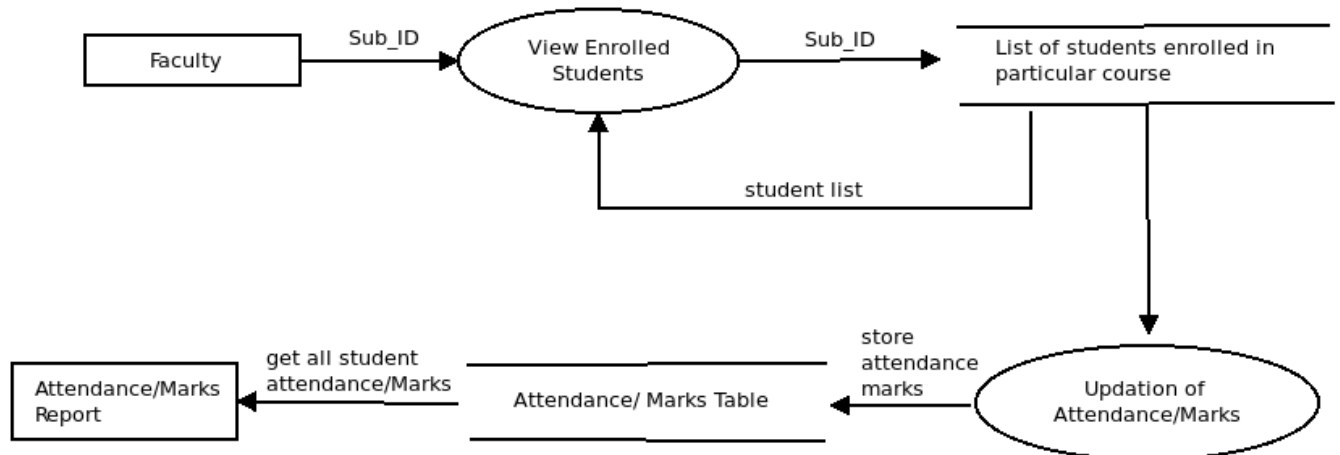 Faculty
Sub_ID
View Enrolled
Students
Sub_ID
List of students enrolled in
particular course
student list
Attendance/Marks
Report
get all student
attendance/Marks
Attendance/ Marks Table
store
attendance
marks
Updation of
Attendance/Marks